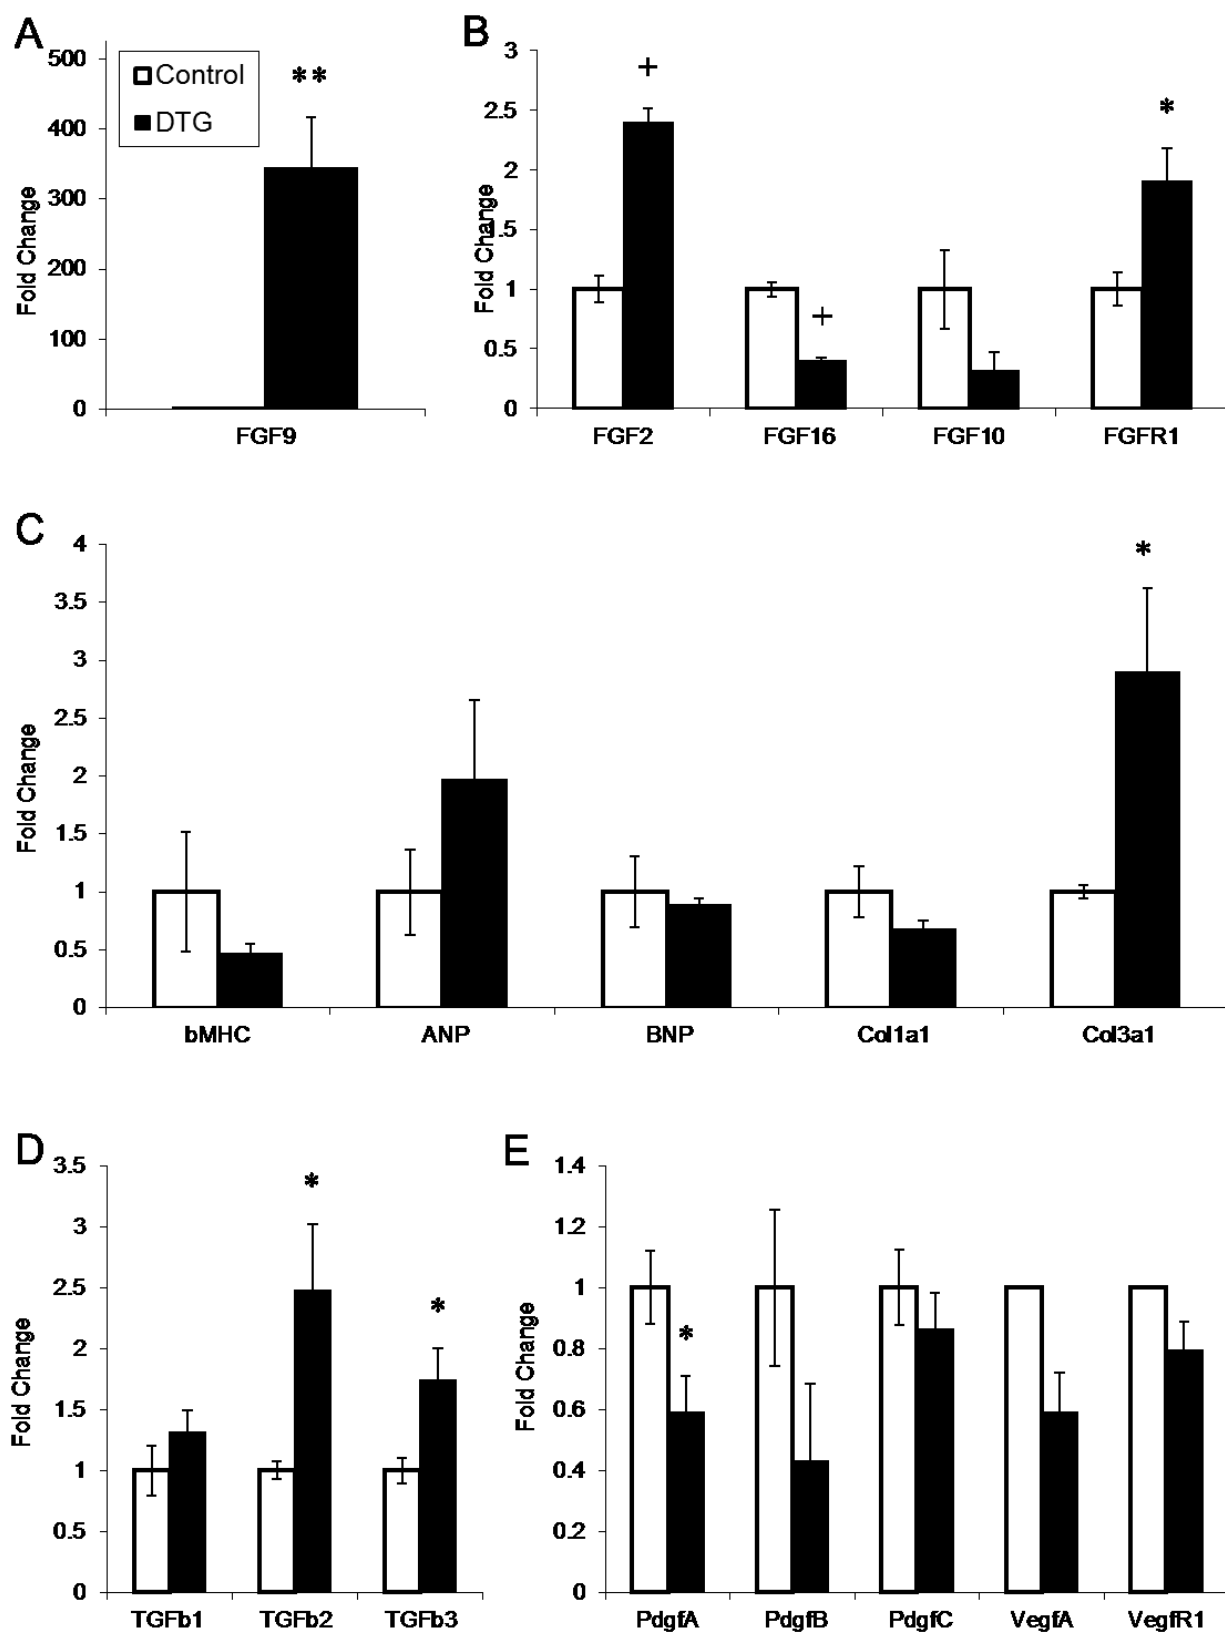 A
500
400
300
200
100
0
Fold Change
Control
DTG
**
FGF9
B
3
2.5
2
1.5
1
0.5
0
Fold Change
+
+
*
FGF2 FGF16 FGF10 FGFR1
C
4
3.5
3
2.5
2
1.5
1
0.5
0
Fold Change
*
bMHC ANP BNP Col1a1 Col3a1
D
3.5
3
2.5
2
1.5
1
0.5
0
Fold Change
*
*
TGFb1 TGFb2 TGFb3
E
1.4
1.2
1
0.8
0.6
0.4
0.2
0
Fold Change
*
PdgfA PdgfB PdgfC VegfA VegfR1